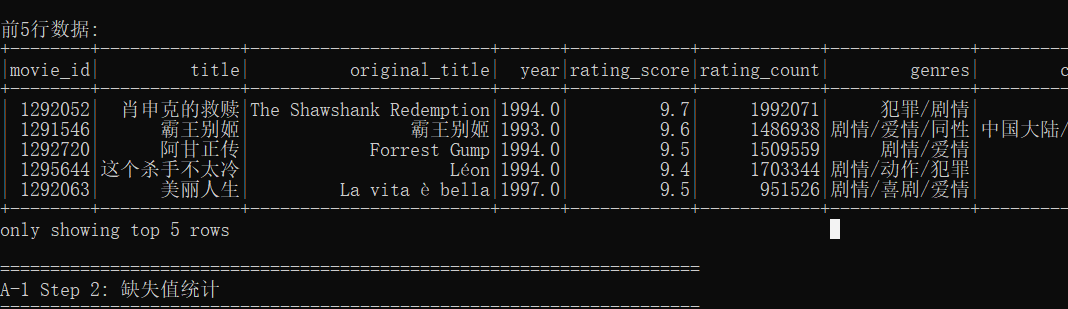 前5行数据:
+--------+--------------+------------------------+------+------------+------------+--------------+---------
|movie_id|         title|          original_title|  year|rating_score|rating_count|        genres|        c
+--------+--------------+------------------------+------+------------+------------+--------------+---------
| 1292052|  肖申克的救赎|The Shawshank Redemption|1994.0|         9.7|     1992071|     犯罪/剧情|
| 1291546|      霸王别姬|                霸王别姬|1993.0|         9.6|     1486938|剧情/爱情/同性|中国大陆/
| 1292720|      阿甘正传|            Forrest Gump|1994.0|         9.5|     1509559|     剧情/爱情|
| 1295644|这个杀手不太冷|                    Léon|1994.0|         9.4|     1703344|剧情/动作/犯罪|
| 1292063|      美丽人生|           La vita è bella|1997.0|         9.5|      951526|剧情/喜剧/爱情|
+--------+--------------+------------------------+------+------------+------------+--------------+---------
only showing top 5 rows
======================================================================
A-1 Step 2: 缺失值统计
======================================================================